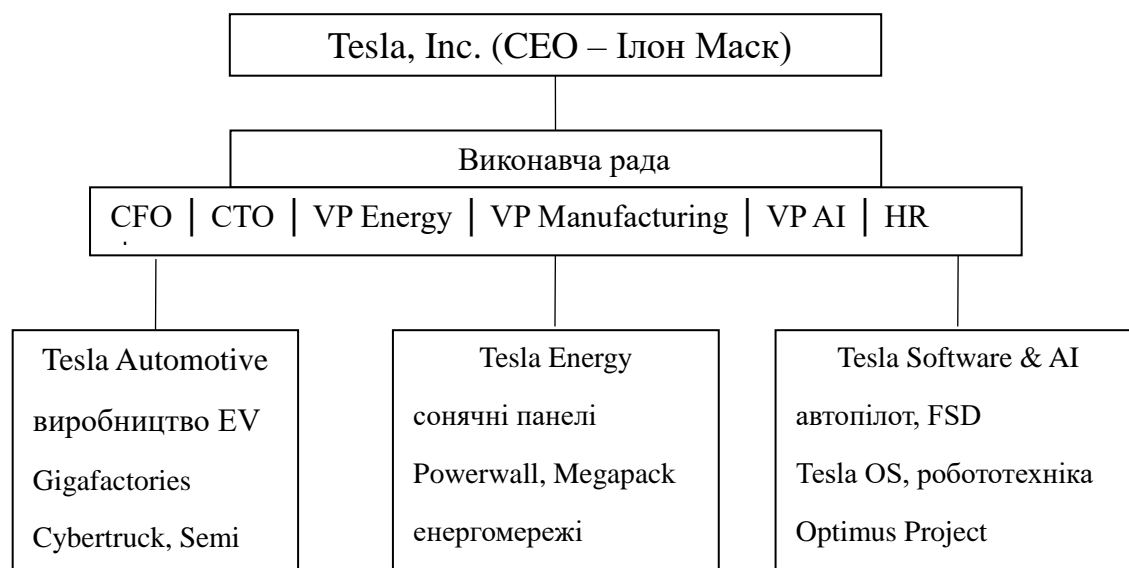 Tesla, Inc. (CEO – Ілон Маск)
Виконавча рада
CFO | CTO | VP Energy | VP Manufacturing | VP AI | HR
Tesla Automotive
виробництво EV
Gigafactories
Cybertruck, Semi
Tesla Energy
сонячні панелі
Powerwall, Megapack
енергомережі
Tesla Software & AI
автопілот, FSD
Tesla OS, робототехніка
Optimus Project